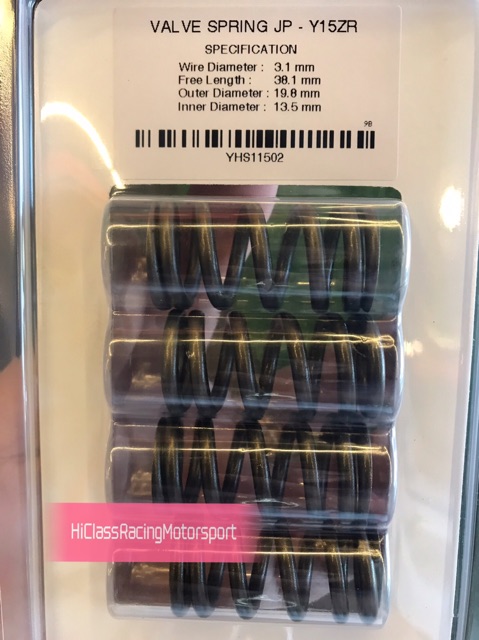 VALVE SPRING JP - Y15ZR
SPECIFICATION
Wire Diameter : 3.1 mm
Free Length : 38.1 mm
Outer Diameter : 19.8 mm
Inner Diameter : 13.5 mm
9B
YHS11502
HiClassRacingMotorsport